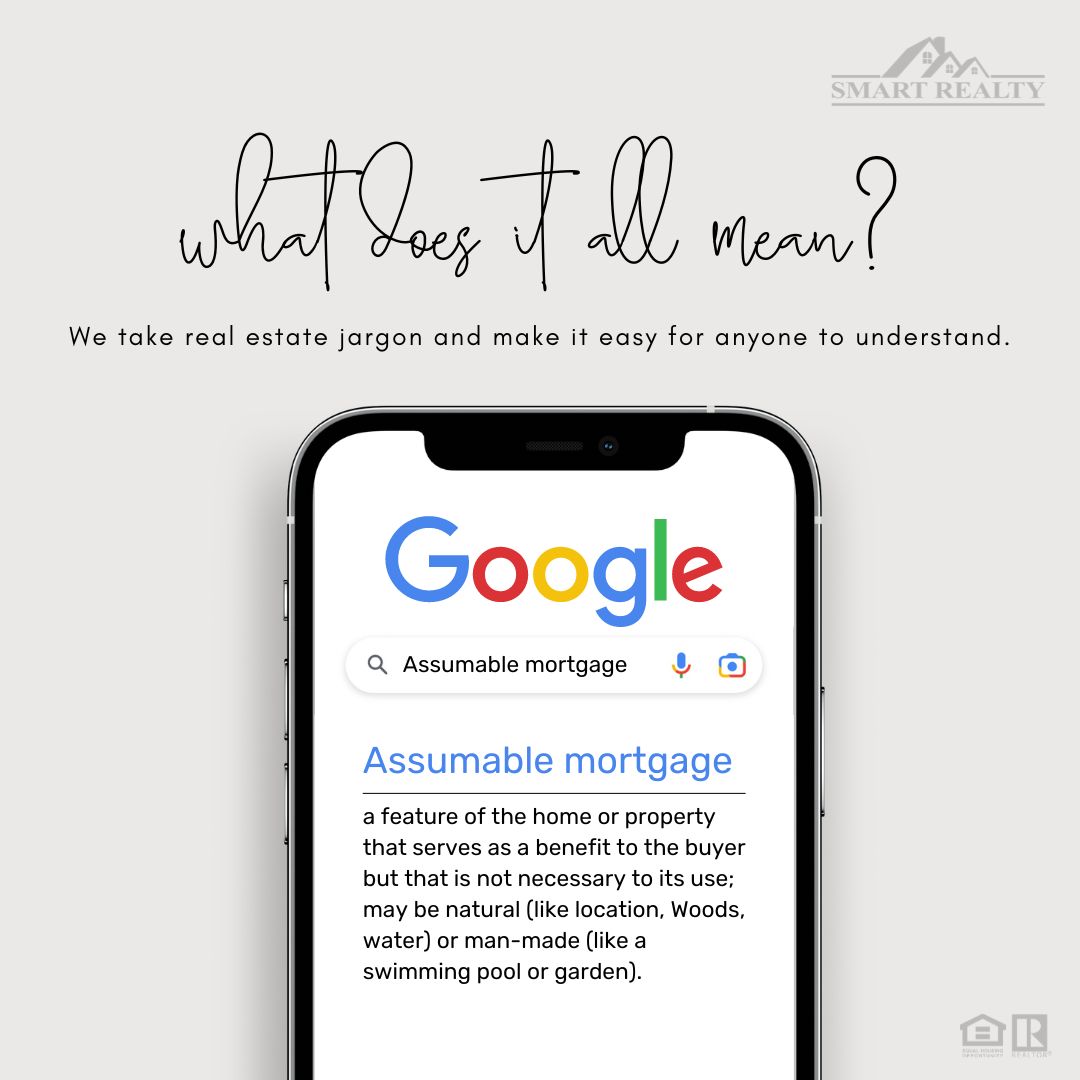 SMART REALTY
what does it all mean?
We take real estate jargon and make it easy for anyone to understand.
Google
Assumable mortgage
Assumable mortgage
a feature of the home or property
that serves as a benefit to the buyer
but that is not necessary to its use;
may be natural (like location, Woods,
water) or man-made (like a
swimming pool or garden).
EQUAL HOUSING
OPPORTUNITY
R
REALTOR®